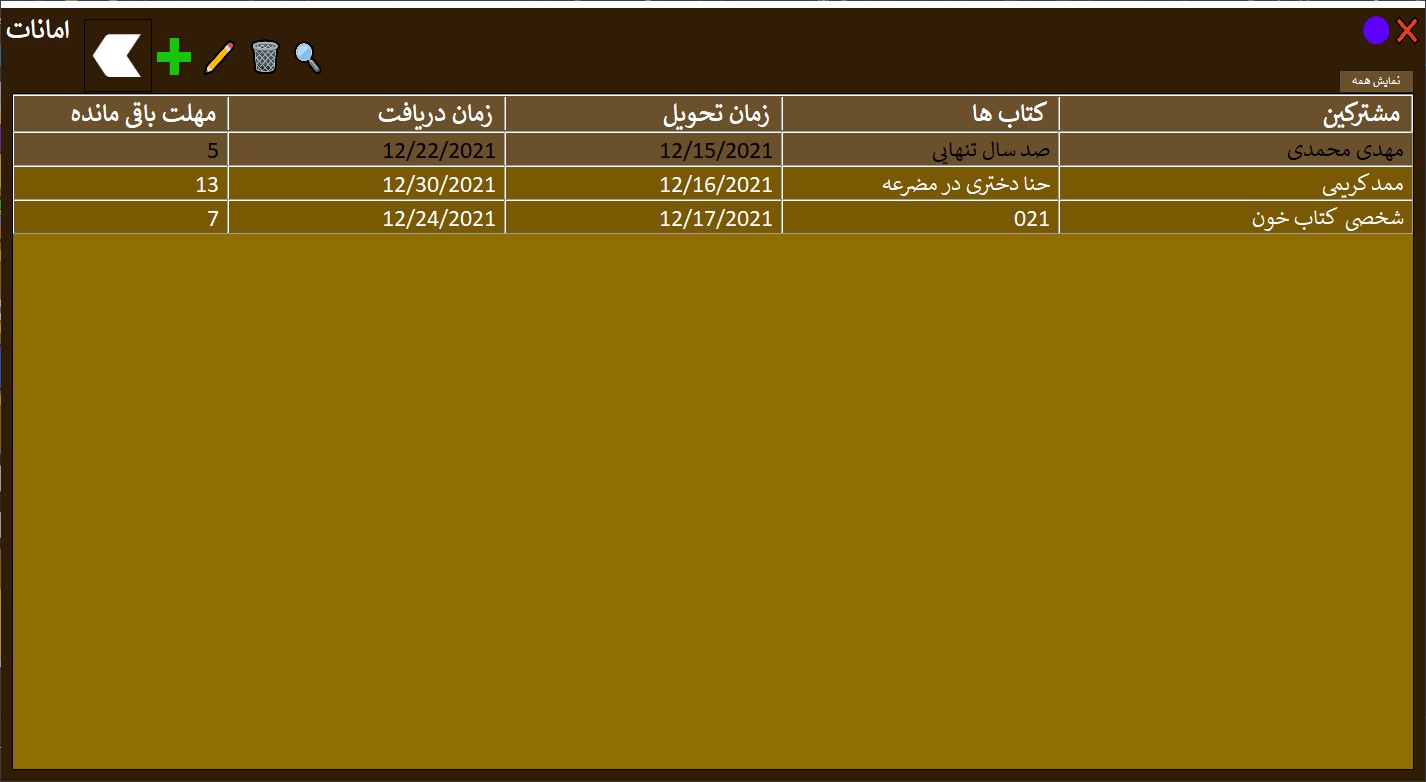 امانات
نمایش همه
مشترکین کتاب ها زمان تحویل زمان دریافت مهلت باقی مانده
مهدی محمدی صد سال تنهایی 12/15/2021 12/22/2021 5
ممد کریمی حنا دختری در مضرعه 12/16/2021 12/30/2021 13
شخصی کتاب خون 021 12/17/2021 12/24/2021 7